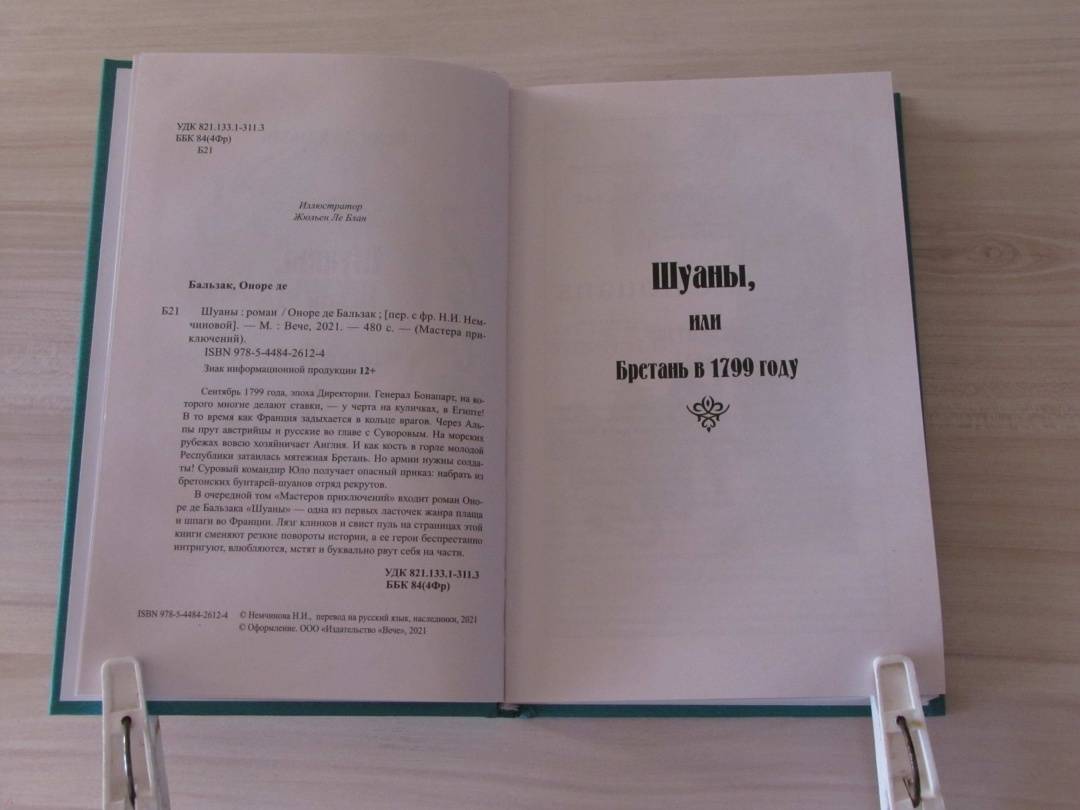 УДК 821.133.1-311.3
ББК 84(4Фр)
Б21
Иллюстратор
Жюльен Ле Блан
Бальзак, Оноре де
Б21 Шуаны : роман / Оноре де Бальзак ; [пер. с фр. Н.И. Нем-
чиновой]. — М. : Вече, 2021. — 480 с. — (Мастера при-
ключений).
ISBN 978-5-4484-2612-4
Знак информационной продукции 12+
Сентябрь 1799 года, эпоха Директории. Генерал Бонапарт, на ко-
торого многие делают ставки, — у черта на куличках, в Египте!
В то время как Франция задыхается в кольце врагов. Через Аль-
пы прут австрийцы и русские во главе с Суворовым. На морских
рубежах вовсю хозяйничает Англия. И как кость в горле молодой
Республики затаилась мятежная Бретань. Но армии нужны солда-
ты! Суровый командир Юло получает опасный приказ: набрать из
бретонских бунтарей-шуанов отряд рекрутов.
В очередной том «Мастеров приключений» входит роман Оно-
ре де Бальзака «Шуаны» — одна из первых ласточек жанра плаща
и шпаги во Франции. Лязг клинков и свист пуль на страницах этой
книги сменяют резкие повороты истории, а ее герои беспрестанно
интригуют, влюбляются, мстят и буквально рвут себя на части.
УДК 821.133.1-311.3
ББК 84(4Фр)
ISBN 978-5-4484-2612-4 © Немчинова Н.И., перевод на русский язык, наследники, 2021
© Оформление. ООО «Издательство «Вече», 2021
Шуаны,
или
Бретань в 1799 году